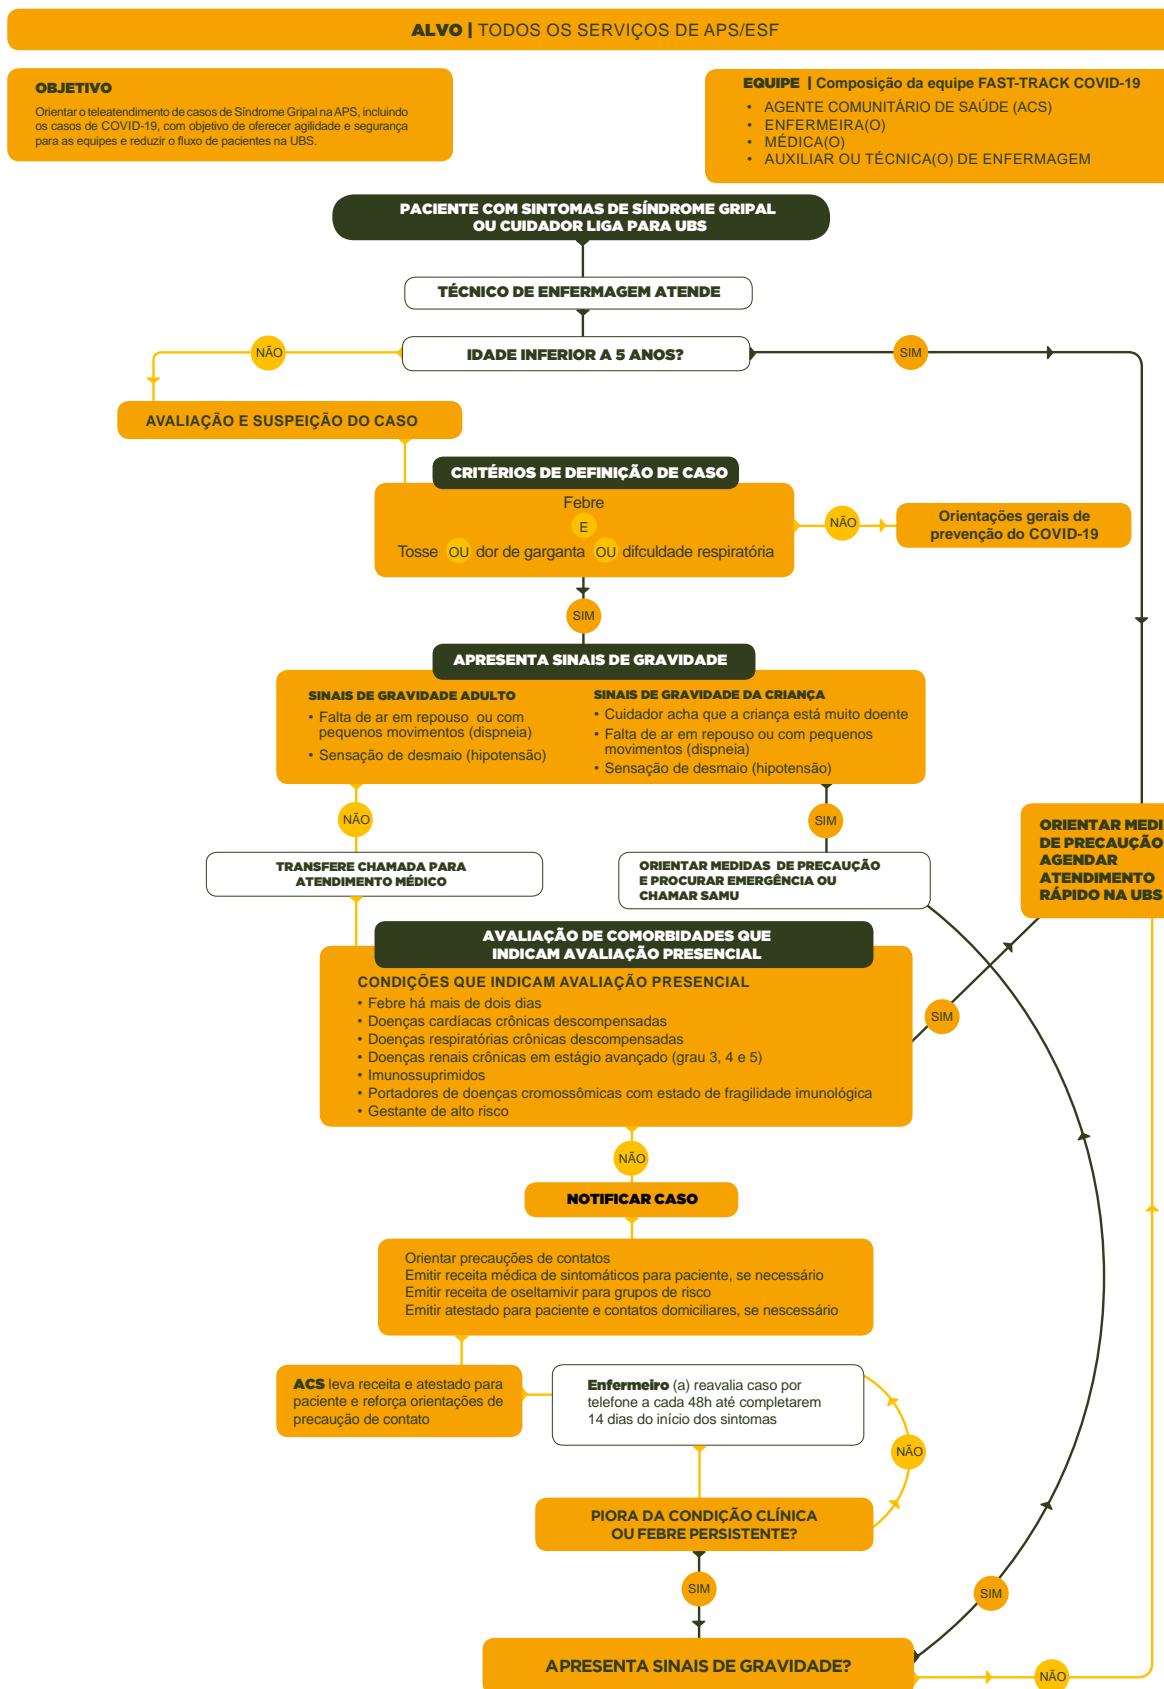 ALVO | TODOS OS SERVIÇOS DE APS/ESF
OBJETIVO
Orientar o teleatendimento de casos de Síndrome Gripal na APS, incluindo
os casos de COVID-19, com objetivo de oferecer agilidade e segurança
para as equipes e reduzir o fluxo de pacientes na UBS.
EQUIPE | Composição da equipe FAST-TRACK COVID-19
• AGENTE COMUNITÁRIO DE SAÚDE (ACS)
• ENFERMEIRA(O)
• MÉDICA(O)
• AUXILIAR OU TÉCNICA(O) DE ENFERMAGEM
PACIENTE COM SINTOMAS DE SÍNDROME GRIPAL
OU CUIDADOR LIGA PARA UBS
TÉCNICO DE ENFERMAGEM ATENDE
IDADE INFERIOR A 5 ANOS?
NÃO
SIM
AVALIAÇÃO E SUSPEIÇÃO DO CASO
CRITÉRIOS DE DEFINIÇÃO DE CASO
Febre
E
Tosse OU dor de garganta OU difculdade respiratória
NÃO
Orientações gerais de
prevenção do COVID-19
SIM
APRESENTA SINAIS DE GRAVIDADE
SINAIS DE GRAVIDADE ADULTO
• Falta de ar em repouso ou com
pequenos movimentos (dispneia)
• Sensação de desmaio (hipotensão)
SINAIS DE GRAVIDADE DA CRIANÇA
• Cuidador acha que a criança está muito doente
• Falta de ar em repouso ou com pequenos
movimentos (dispneia)
• Sensação de desmaio (hipotensão)
NÃO
SIM
TRANSFERE CHAMADA PARA
ATENDIMENTO MÉDICO
ORIENTAR MEDIDAS DE PRECAUÇÃO
E PROCURAR EMERGÊNCIA OU
CHAMAR SAMU
ORIENTAR MEDI
DE PRECAUÇÃO
AGENDAR
ATENDIMENTO
RÁPIDO NA UBS
AVALIAÇÃO DE COMORBIDADES QUE
INDICAM AVALIAÇÃO PRESENCIAL
CONDIÇÕES QUE INDICAM AVALIAÇÃO PRESENCIAL
• Febre há mais de dois dias
• Doenças cardíacas crônicas descompensadas
• Doenças respiratórias crônicas descompensadas
• Doenças renais crônicas em estágio avançado (grau 3, 4 e 5)
• Imunossuprimidos
• Portadores de doenças cromossômicas com estado de fragilidade imunológica
• Gestante de alto risco
SIM
NÃO
NOTIFICAR CASO
Orientar precauções de contatos
Emitir receita médica de sintomáticos para paciente, se necessário
Emitir receita de oseltamivir para grupos de risco
Emitir atestado para paciente e contatos domiciliares, se nescessário
ACS leva receita e atestado para
paciente e reforça orientações de
precaução de contato
Enfermeiro (a) reavalia caso por
telefone a cada 48h até completarem
14 dias do início dos sintomas
NÃO
PIORA DA CONDIÇÃO CLÍNICA
OU FEBRE PERSISTENTE?
SIM
SIM
APRESENTA SINAIS DE GRAVIDADE?
NÃO